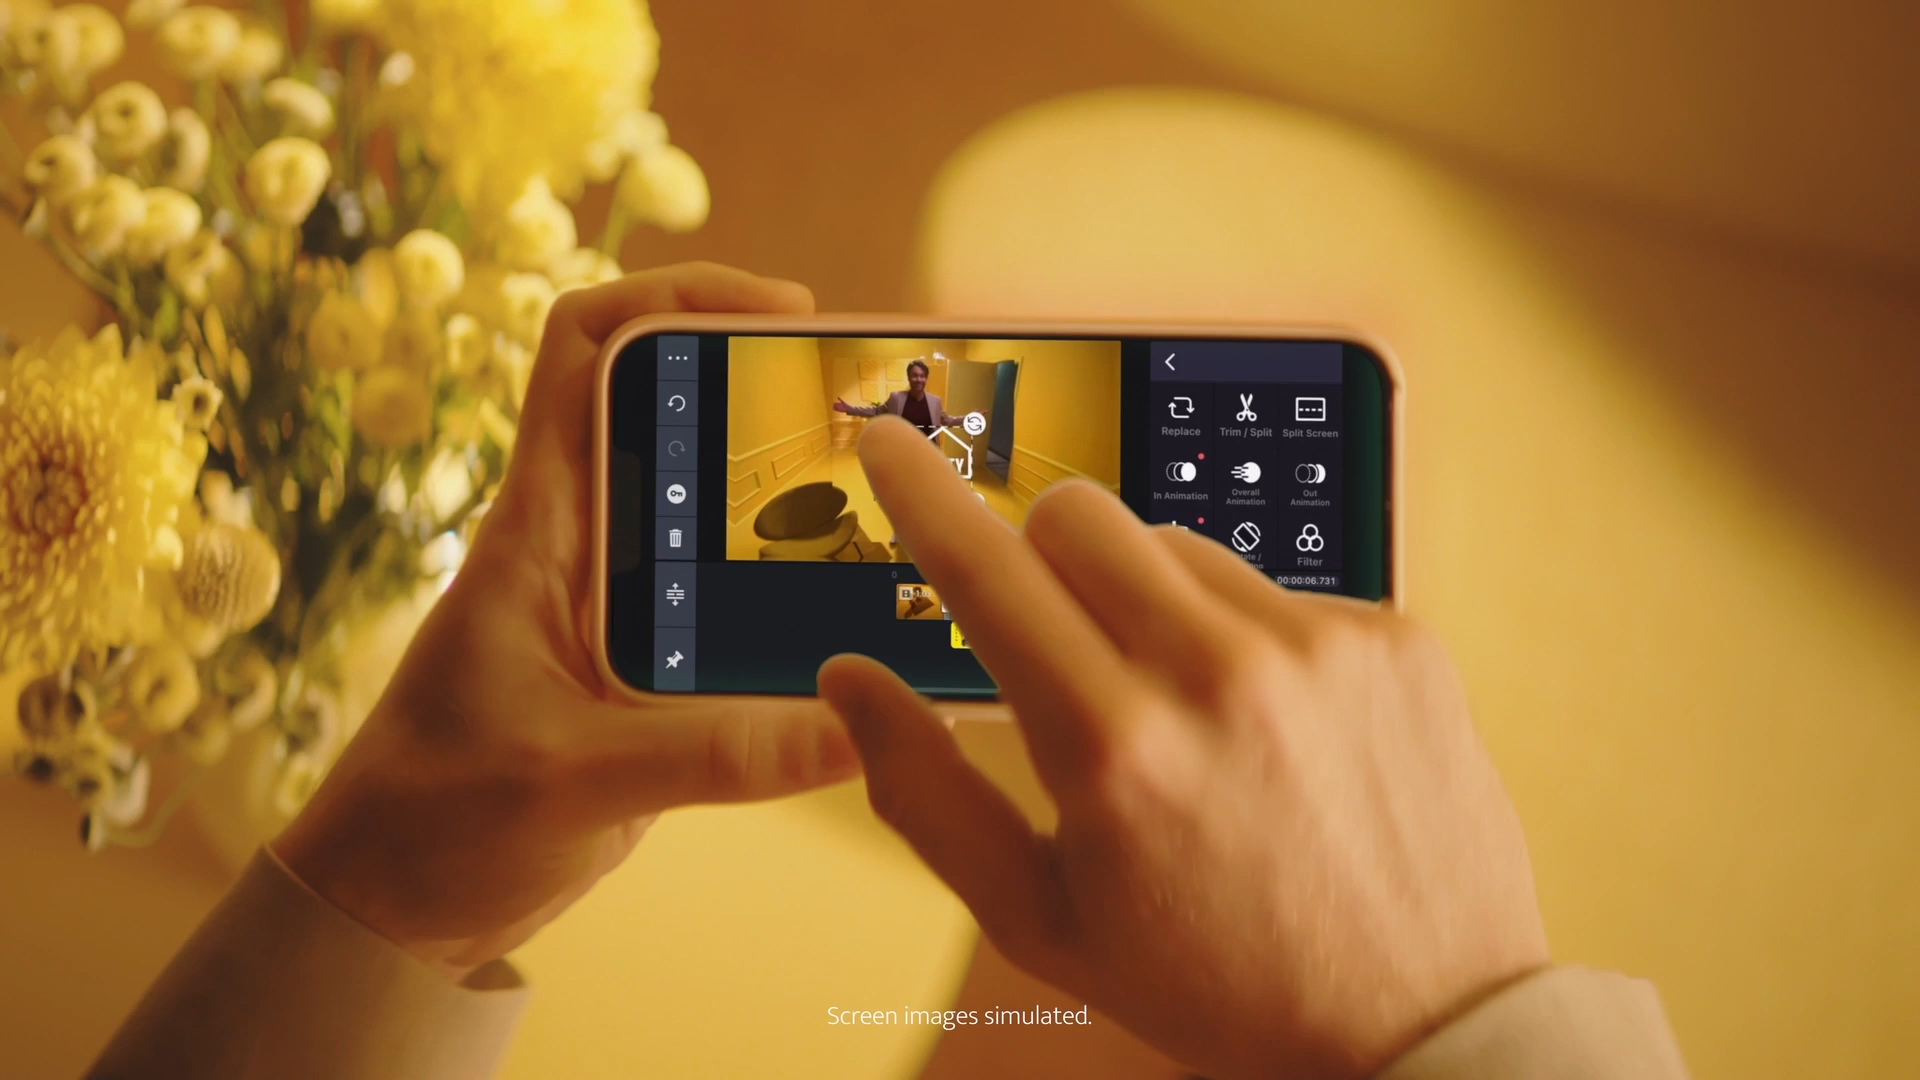 Replace
Trim / Split
Split Screen
In Animation
Overall
Animation
Out
Animation
Filter
00:00:06.731
0
Screen images simulated.